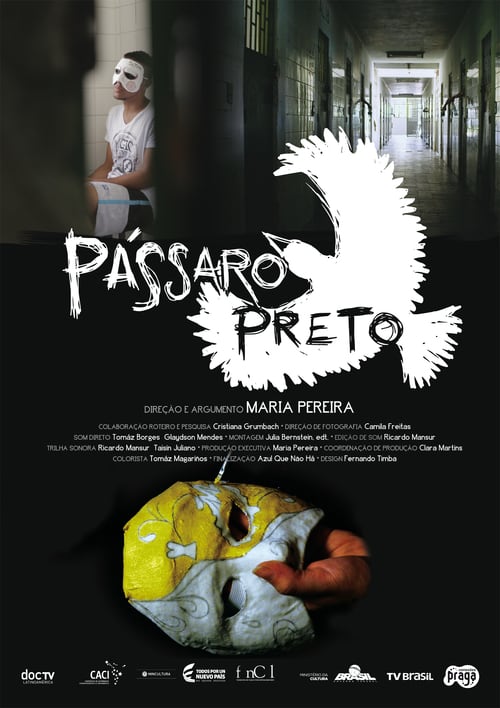 PÁSSARO
PRETO
DIREÇÃO E ARGUMENTO MARIA PEREIRA
COLABORAÇÃO ROTEIRO E PESQUISA Cristiana Grumbach • DIREÇÃO DE FOTOGRAFIA Camila Freitas
SOM DIRETO Tomáz Borges Glaydson Mendes • MONTAGEM Julia Bernstein, edt. • EDIÇÃO DE SOM Ricardo Mansur
TRILHA SONORA Ricardo Mansur Taisin Juliano • PRODUÇÃO EXECUTIVA Maria Pereira • COORDENAÇÃO DE PRODUÇÃO Clara Martins
COLORISTA Tomáz Magarinos • FINALIZAÇÃO Azul Que Não Há • DESIGN Fernando Timba
docTV
LATINOAMÉRICA
CACI
MINCULTURA
TODOS POR UN
NUEVO PAÍS
fnCl
MINISTÉRIO DA
CULTURA
BRASIL
TV BRASIL
praga